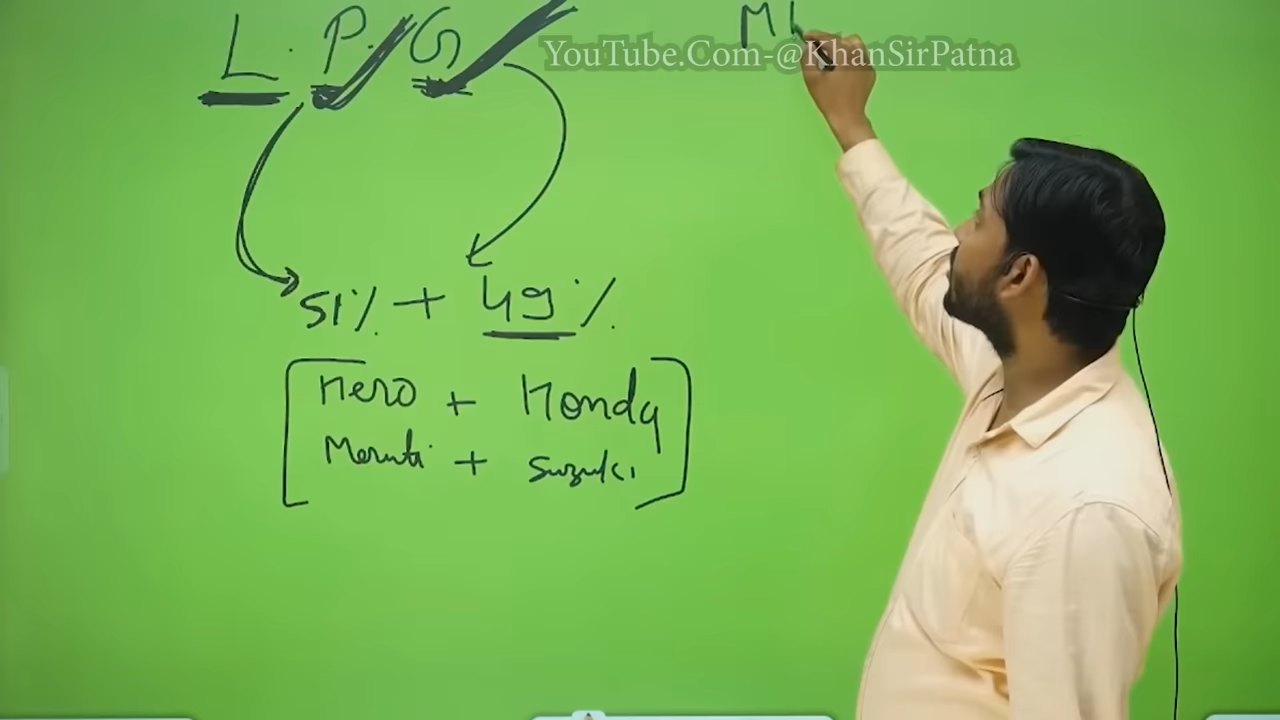 L. P. G
YouTube.Com-@KhanSirPatna
51% + 49%
Hero + Honda
Maruti + Suzuki